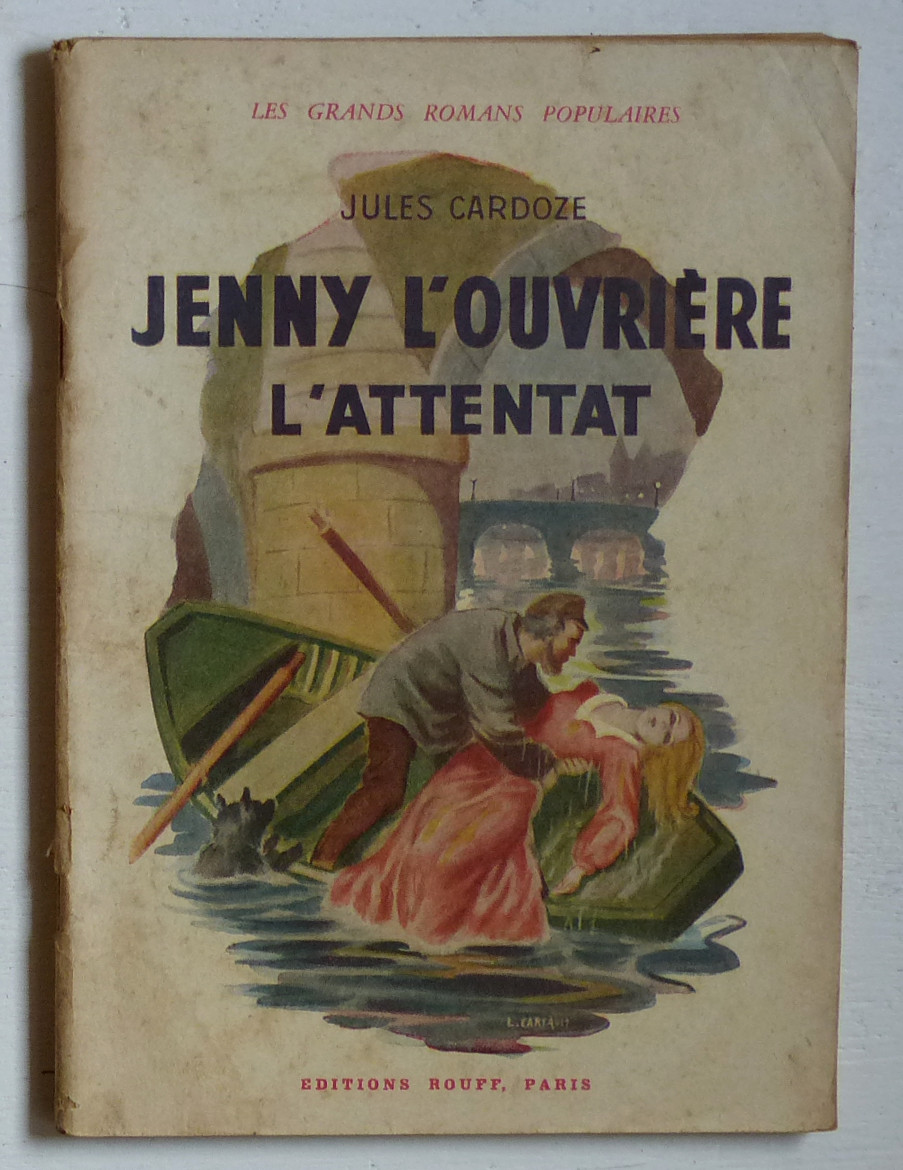 LES GRANDS ROMANS POPULAIRES
JULES CARDOZE
JENNY L'OUVRIÈRE
L'ATTENTAT
EDITIONS ROUFF, PARIS